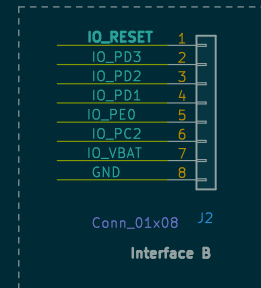 IO_RESET 1
IO_PD3 2
IO_PD2 3
IO_PD1 4
IO_PE0 5
IO_PC2 6
IO_VBAT 7
GND 8
Conn_01x08 J2
Interface B